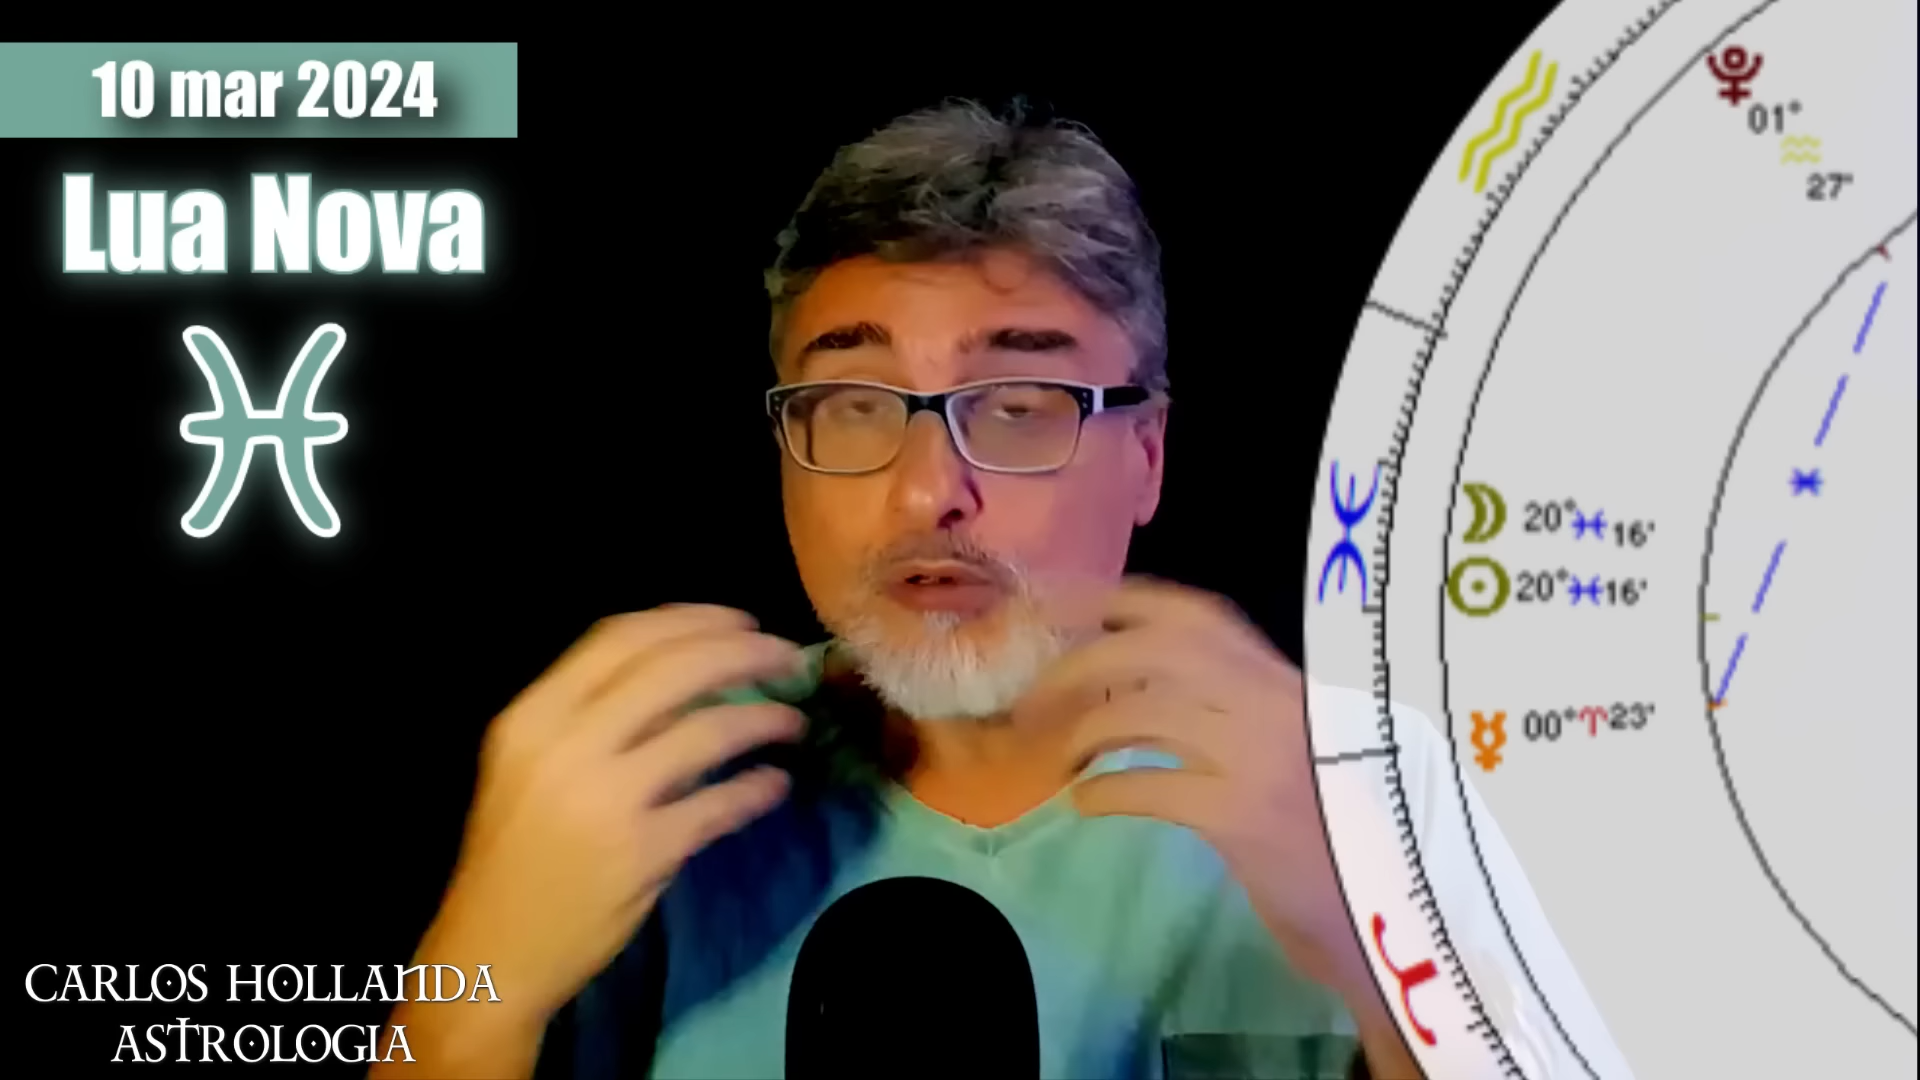 10 mar 2024
Lua Nova
♓
CARLOS HOLLANDA
ASTROLOGIA
♒
♇
01°
♒
27'
♓
☽ 20° ♓ 16'
☉ 20° ♓ 16'
☿ 00° ♈ 23'
♈